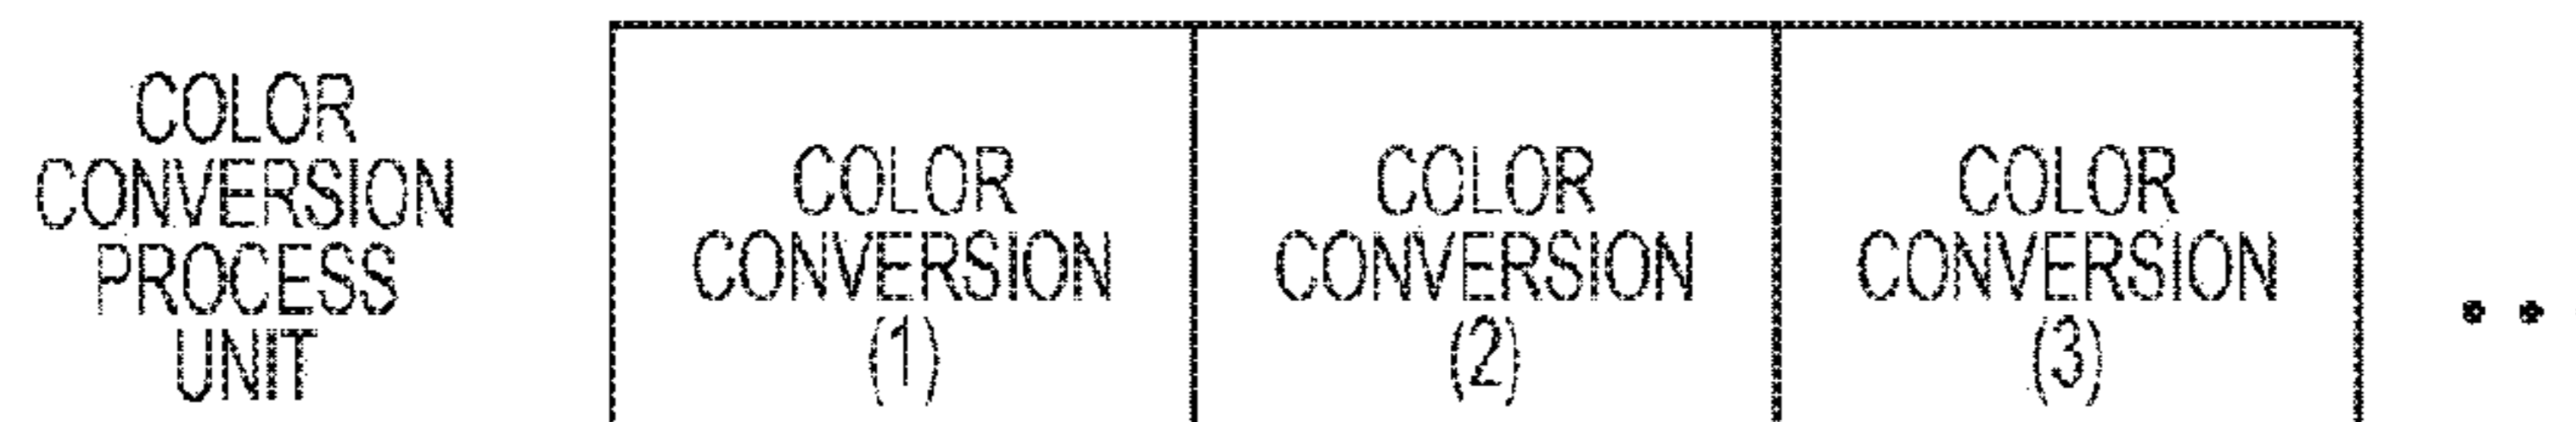 COLOR
CONVERSION
PROCESS
UNIT
COLOR
CONVERSION
(1)
COLOR
CONVERSION
(2)
COLOR
CONVERSION
(3)